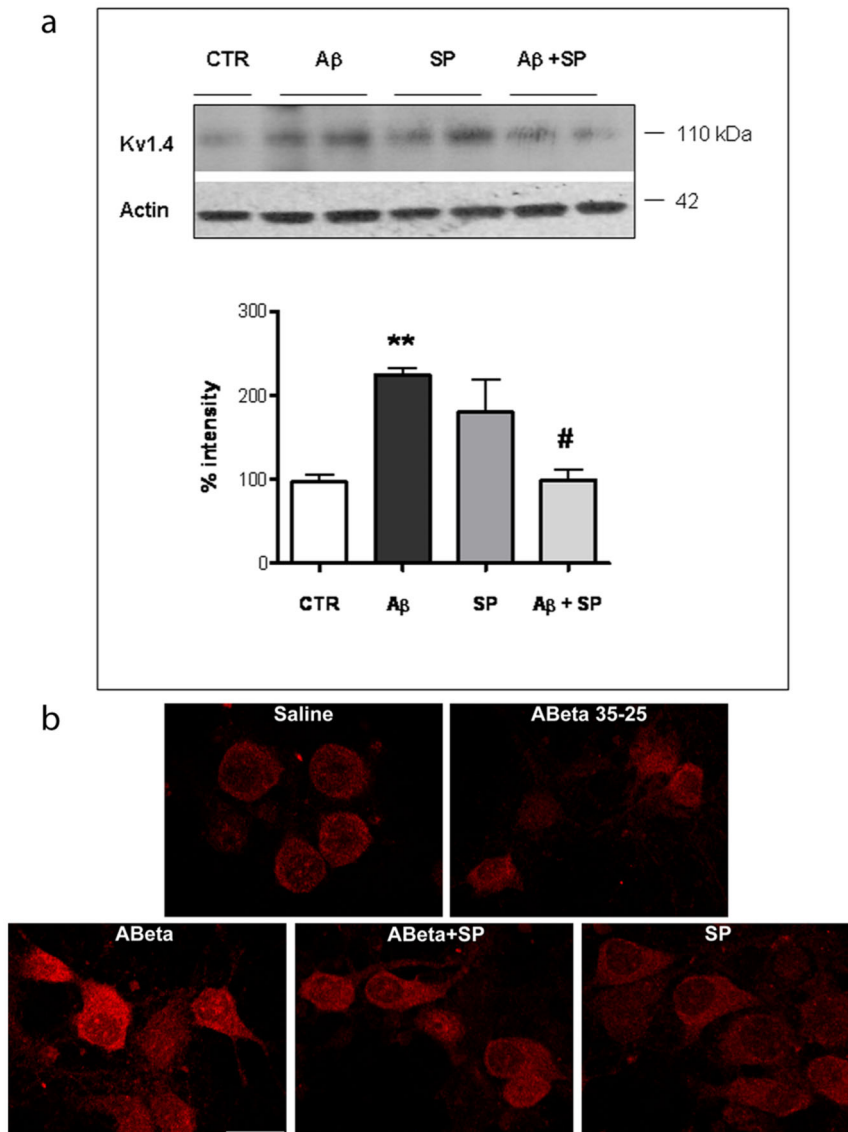 a
CTR Aβ SP Aβ +SP
Kv1.4 110 kDa
Actin 42
300
200
100
0
% intensity
**
#
CTR Aβ SP Aβ + SP
b
Saline ABeta 35-25
ABeta ABeta+SP SP